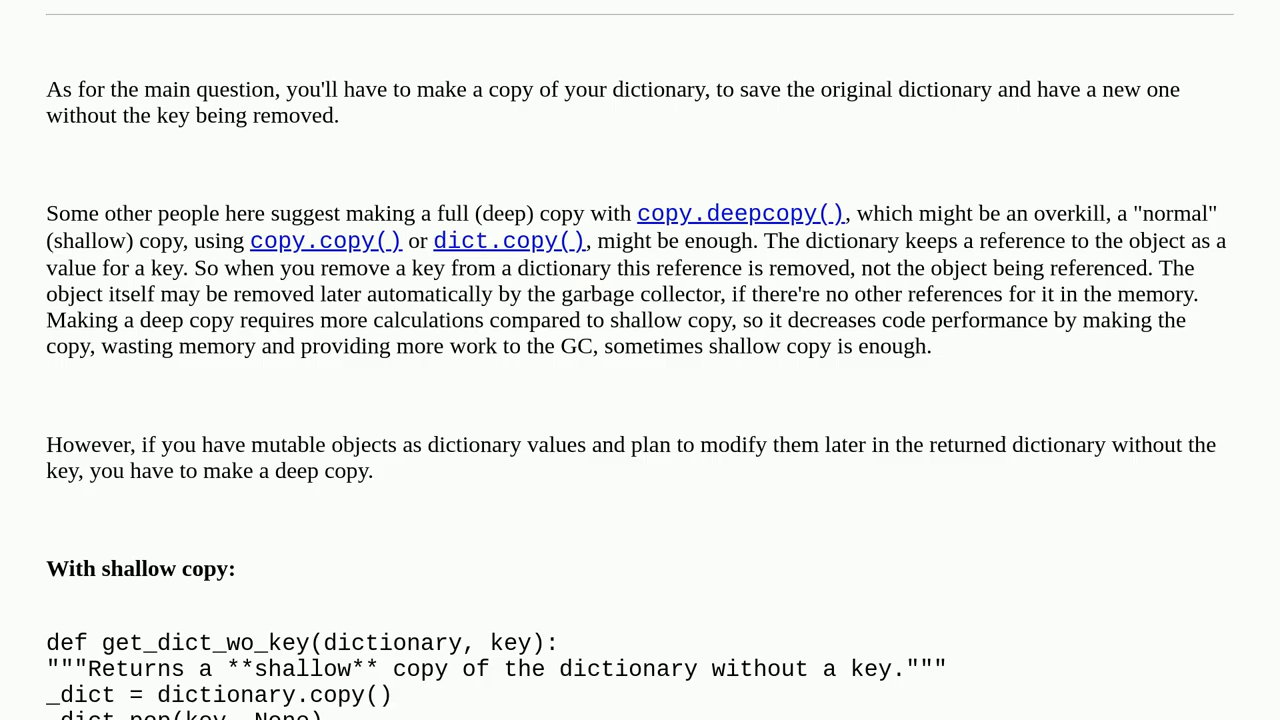 As for the main question, you'll have to make a copy of your dictionary, to save the original dictionary and have a new one
without the key being removed.
Some other people here suggest making a full (deep) copy with copy.deepcopy(), which might be an overkill, a "normal"
(shallow) copy, using copy.copy() or dict.copy(), might be enough. The dictionary keeps a reference to the object as a
value for a key. So when you remove a key from a dictionary this reference is removed, not the object being referenced. The
object itself may be removed later automatically by the garbage collector, if there're no other references for it in the memory.
Making a deep copy requires more calculations compared to shallow copy, so it decreases code performance by making the
copy, wasting memory and providing more work to the GC, sometimes shallow copy is enough.
However, if you have mutable objects as dictionary values and plan to modify them later in the returned dictionary without the
key, you have to make a deep copy.
With shallow copy:
def get_dict_wo_key(dictionary, key):
"""Returns a **shallow** copy of the dictionary without a key."""
_dict = dictionary.copy()
_dict.pop(key, None)